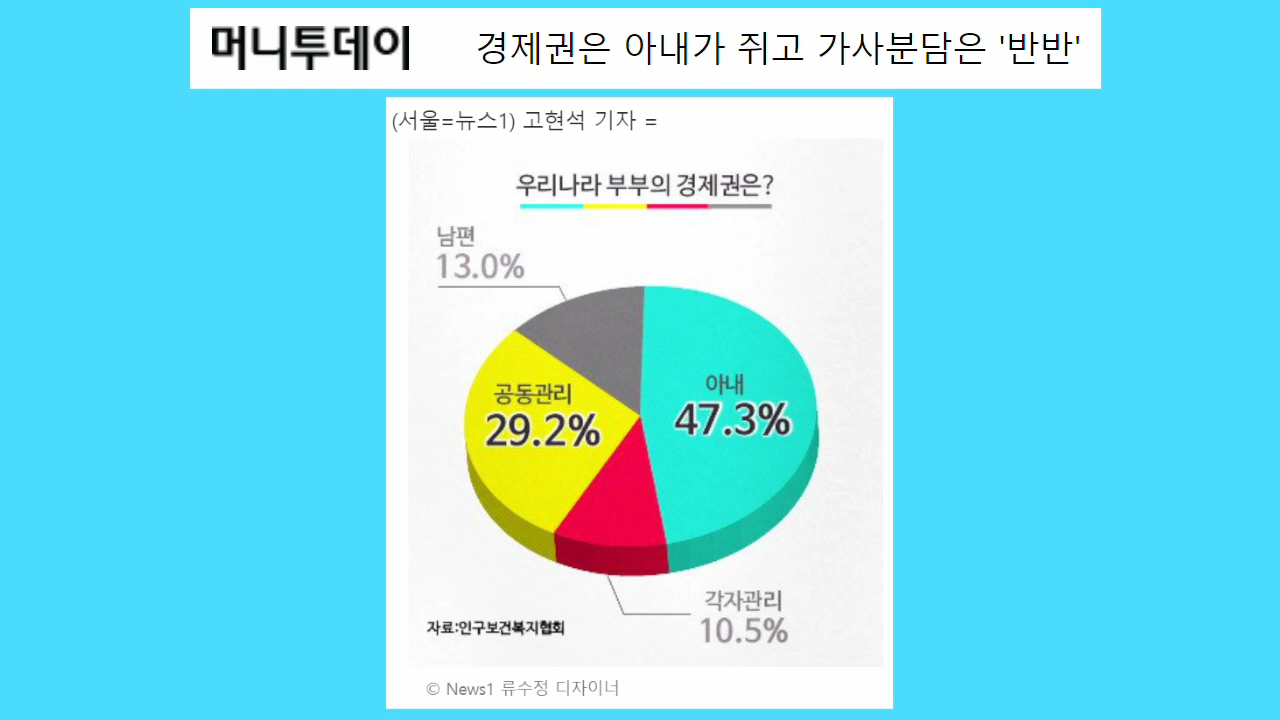 머니투데이 경제권은 아내가 쥐고 가사분담은 '반반'
(서울=뉴스1) 고현석 기자 =
우리나라 부부의 경제권은?
남편
13.0%
아내
47.3%
공동관리
29.2%
각자관리
10.5%
자료:인구보건복지협회
© News1 류수정 디자이너